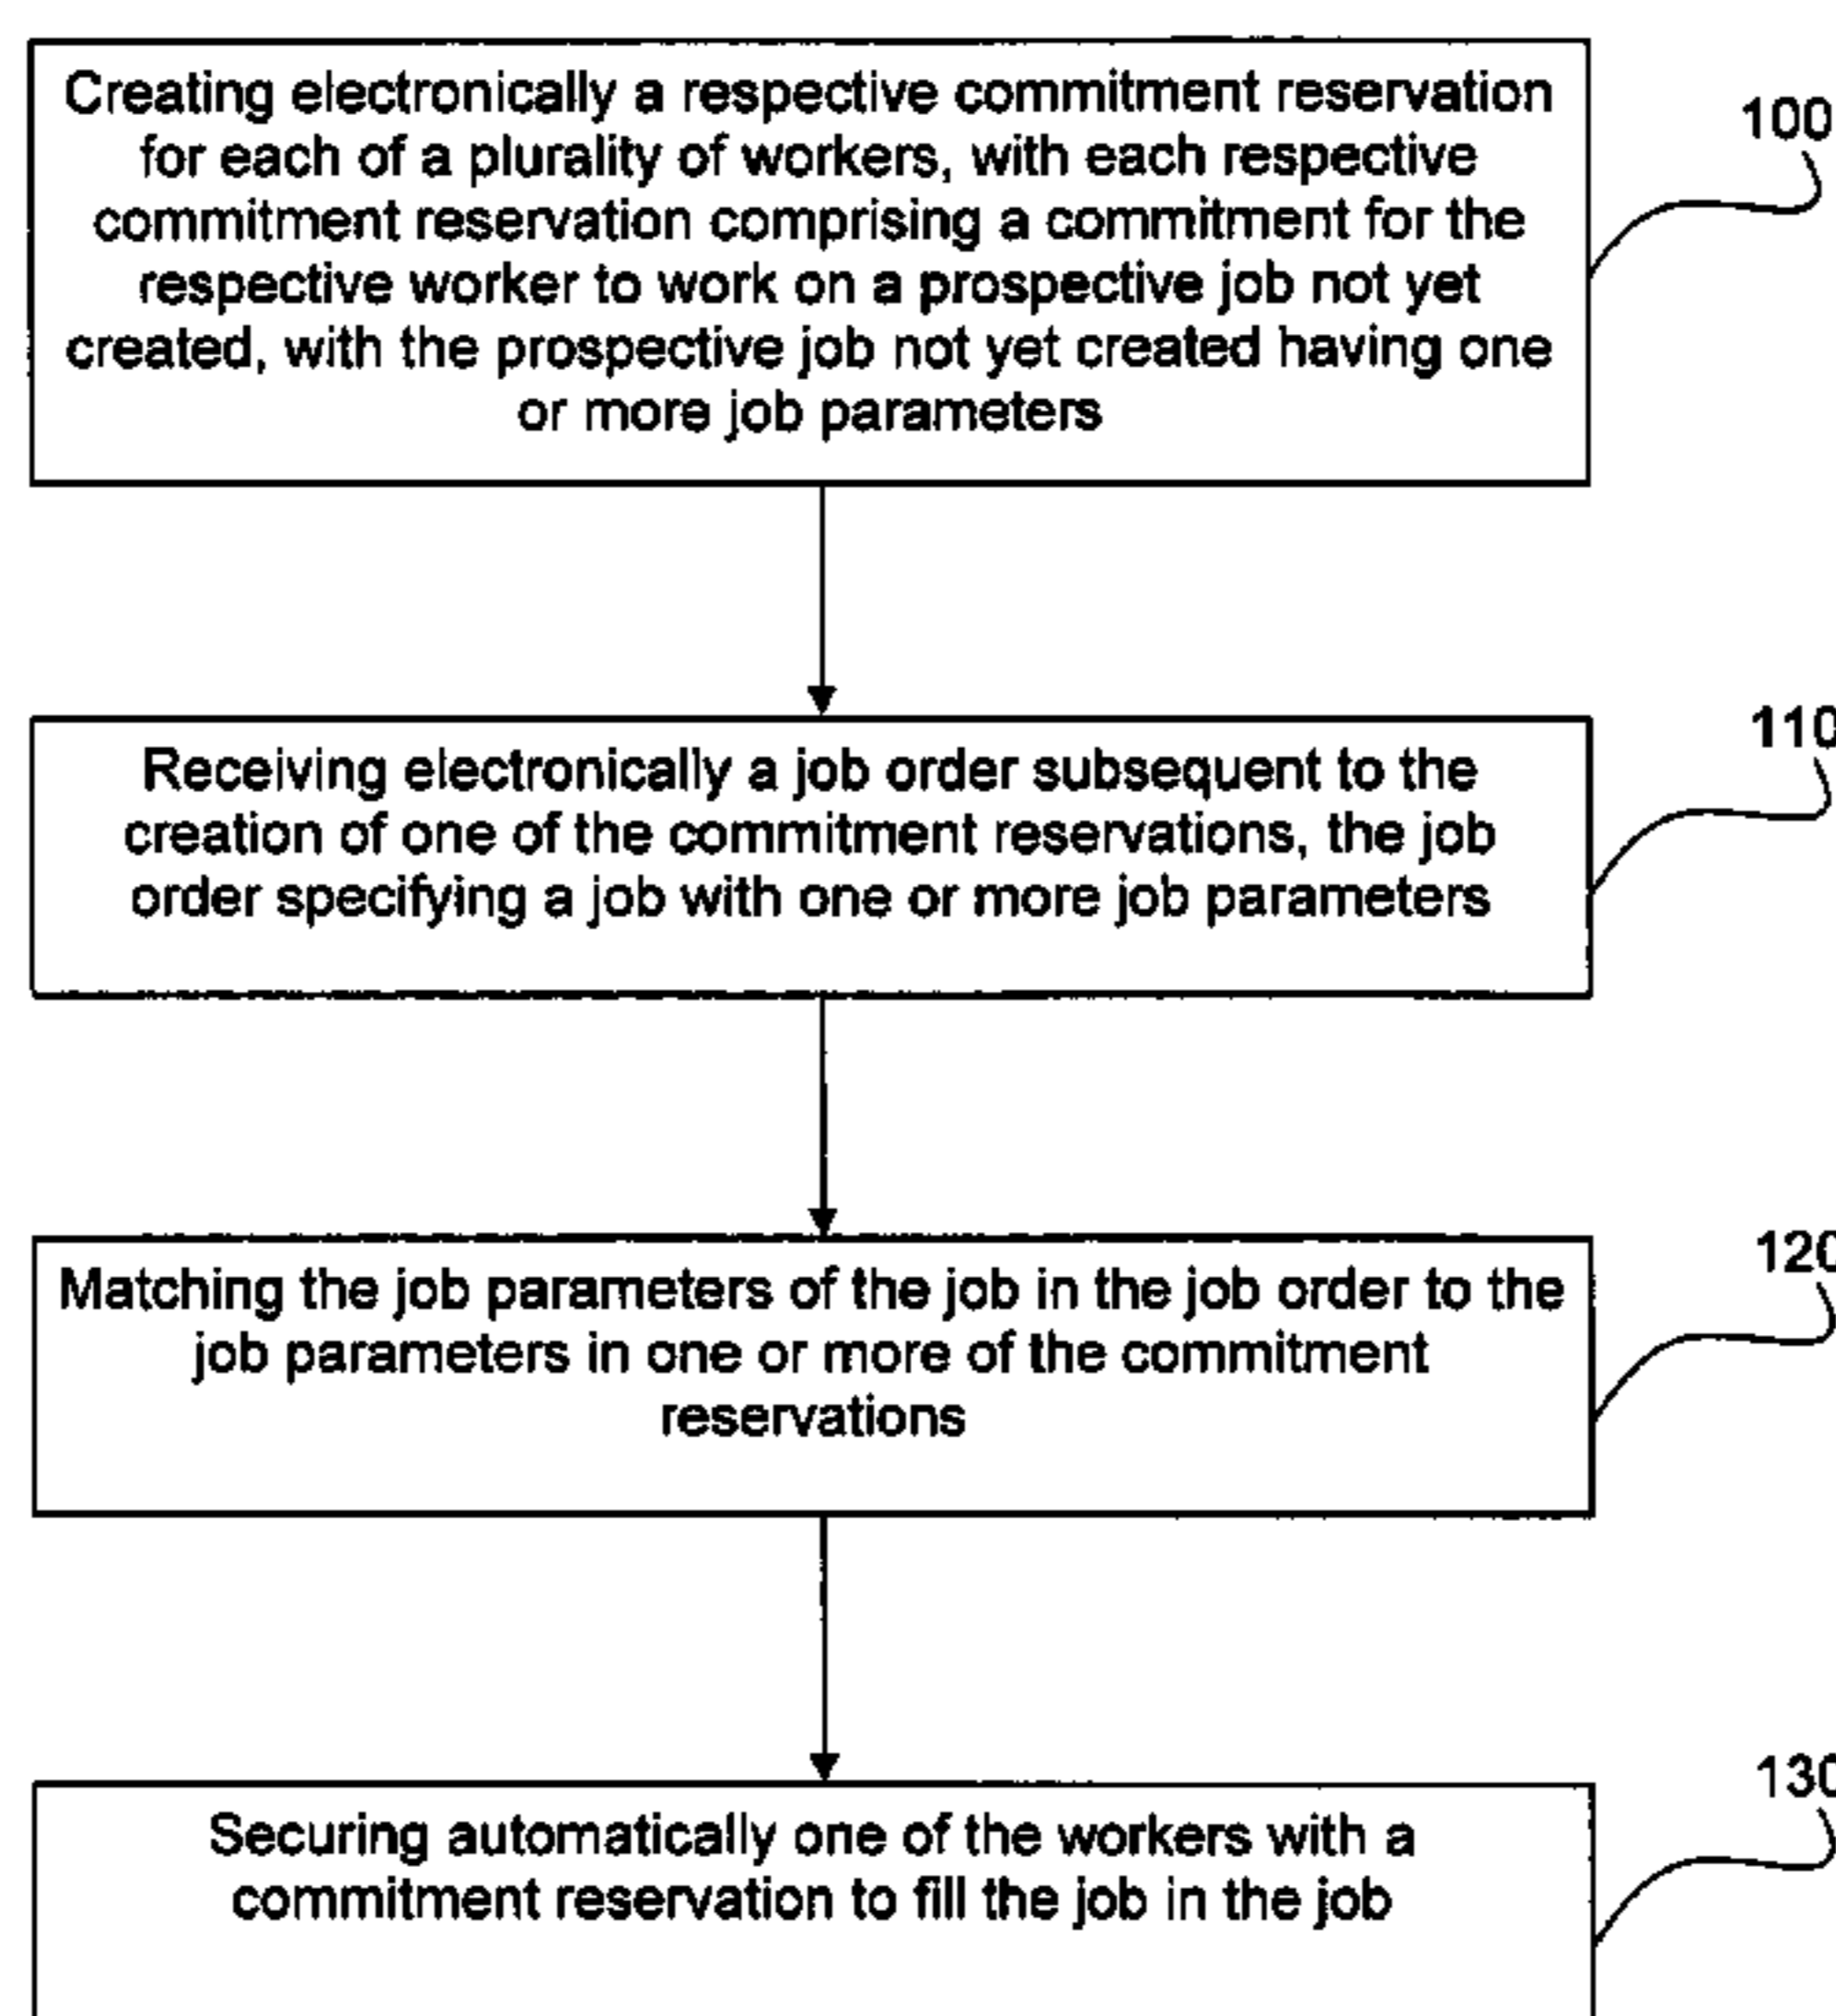 Creating electronically a respective commitment reservation
for each of a plurality of workers, with each respective
commitment reservation comprising a commitment for the
respective worker to work on a prospective job not yet
created, with the prospective job not yet created having one
or more job parameters
100
Receiving electronically a job order subsequent to the
creation of one of the commitment reservations, the job
order specifying a job with one or more job parameters
110
Matching the job parameters of the job in the job order to the
job parameters in one or more of the commitment
reservations
120
Securing automatically one of the workers with a
commitment reservation to fill the job in the job
130